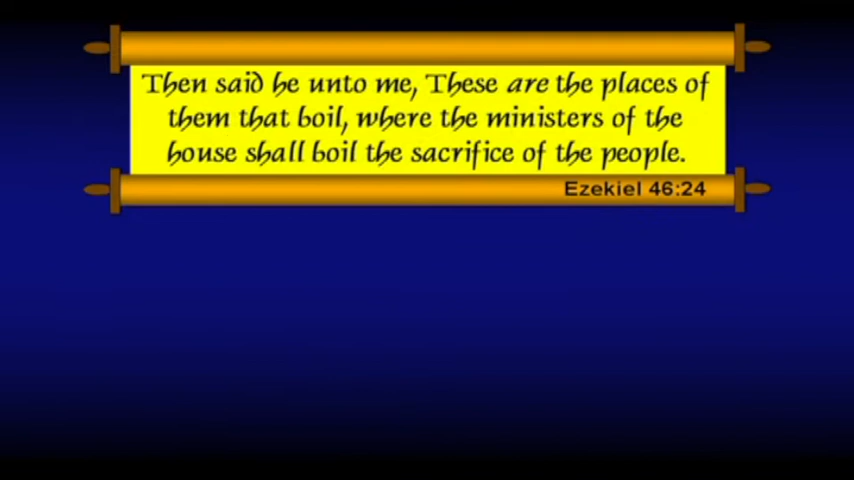 Then said he unto me, These are the places of
them that boil, where the ministers of the
house shall boil the sacrifice of the people.
Ezekiel 46:24